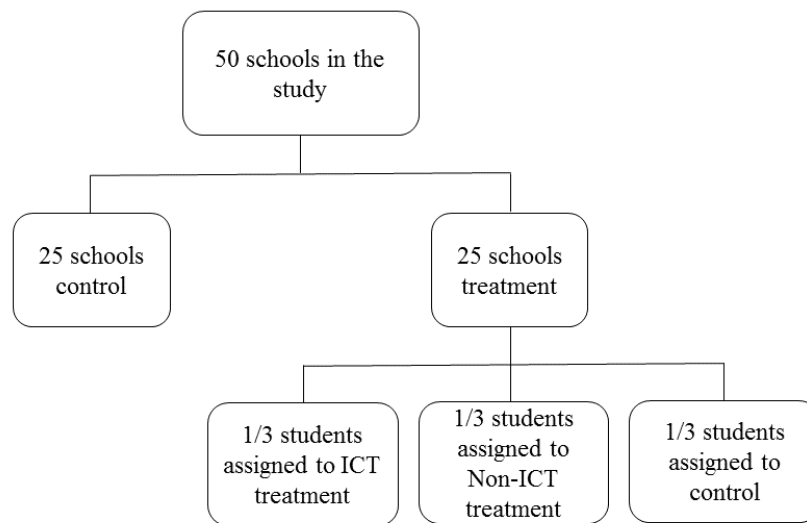 50 schools in the
study
25 schools
control
25 schools
treatment
1/3 students
assigned to ICT
treatment
1/3 students
assigned to
Non-ICT
treatment
1/3 students
assigned to
control